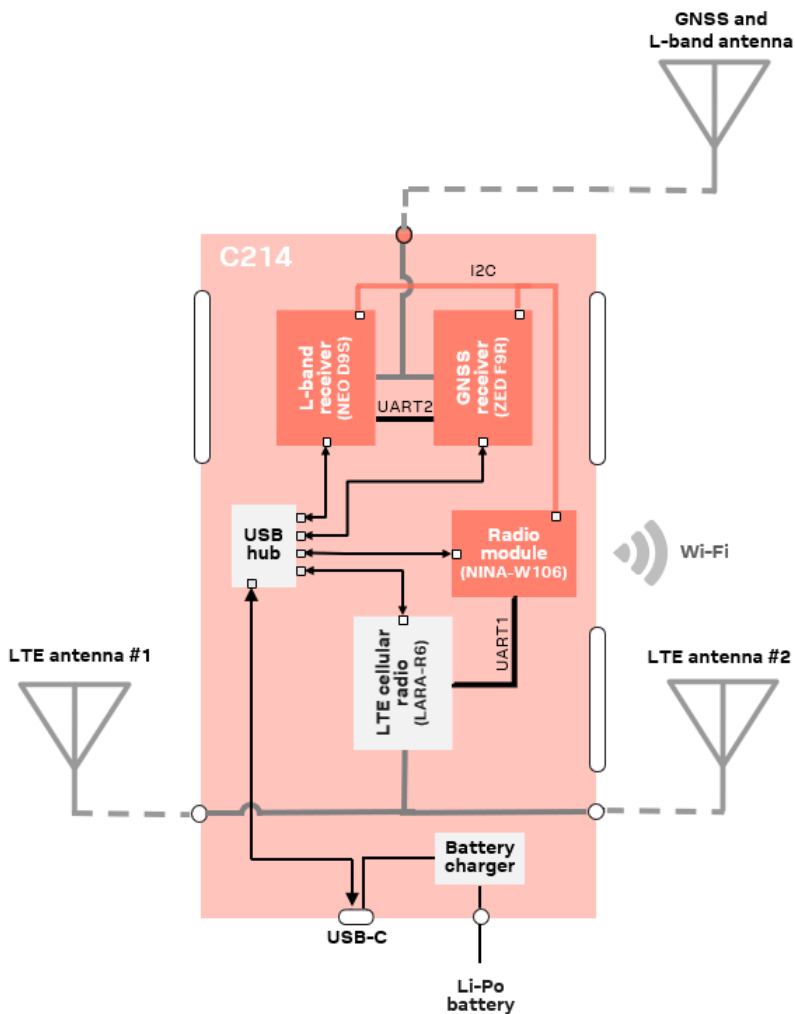 GNSS and
L-band antenna
C214
I2C
L-band
receiver
(NEO D9S)
GNSS
receiver
(ZED F9R)
UART2
USB
hub
Radio
module
(NINA-W106)
Wi-Fi
LTE cellular
radio
(LARA-R6)
UART1
LTE antenna #1
LTE antenna #2
Battery
charger
USB-C
Li-Po
battery